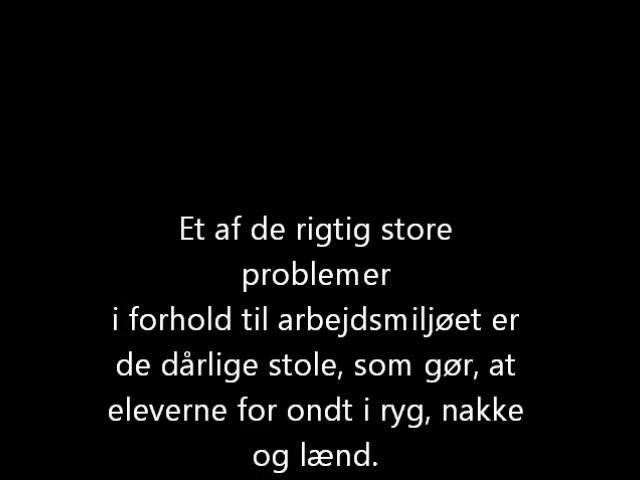 Et af de rigtig store
problemer
i forhold til arbejdsmiljøet er
de dårlige stole, som gør, at
eleverne for ondt i ryg, nakke
og lænd.